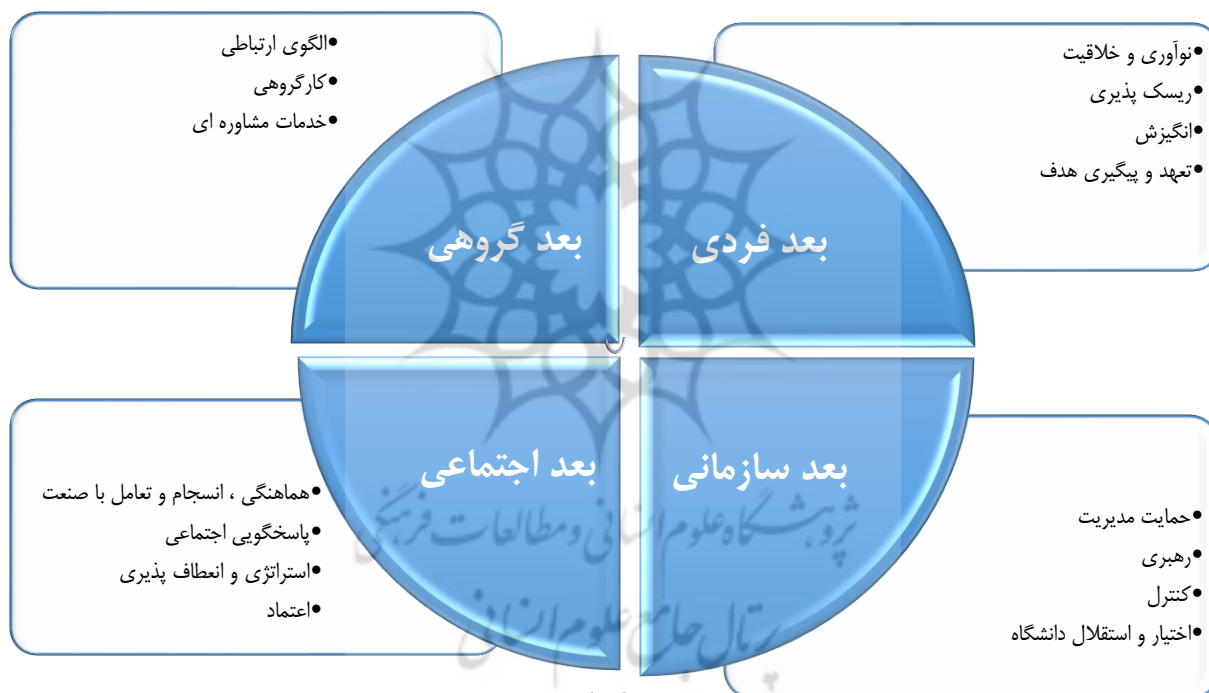 نوآوری و خلاقیت
ریسک پذیری
انگیزش
تعهد و پیگیری هدف
بعد فردی
الگوی ارتباطی
کارگروهی
خدمات مشاوره ای
بعد گروهی
حمایت مدیریت
رهبری
کنترل
اختیار و استقلال دانشگاه
بعد سازمانی
هماهنگی ، انسجام و تعامل با صنعت
پاسخگویی اجتماعی
استراتژی و انعطاف پذیری
اعتماد
بعد اجتماعی
پژوهشگاه علوم انسانی و مطالعات فرهنگی
پرتال جامع علوم انسانی